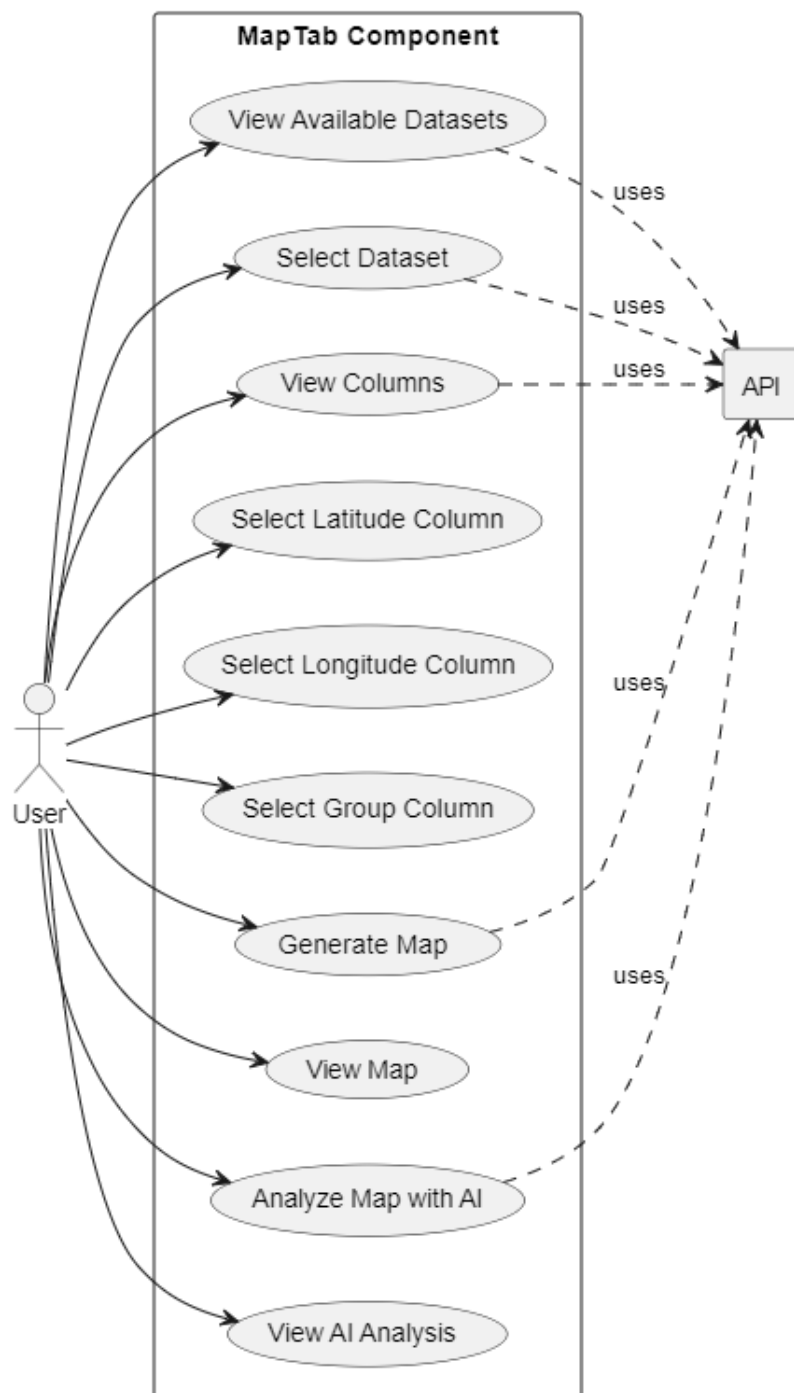 MapTab Component
View Available Datasets
uses
Select Dataset
uses
View Columns
uses
API
Select Latitude Column
Select Longitude Column
uses
User
Select Group Column
Generate Map
uses
View Map
Analyze Map with AI
View AI Analysis